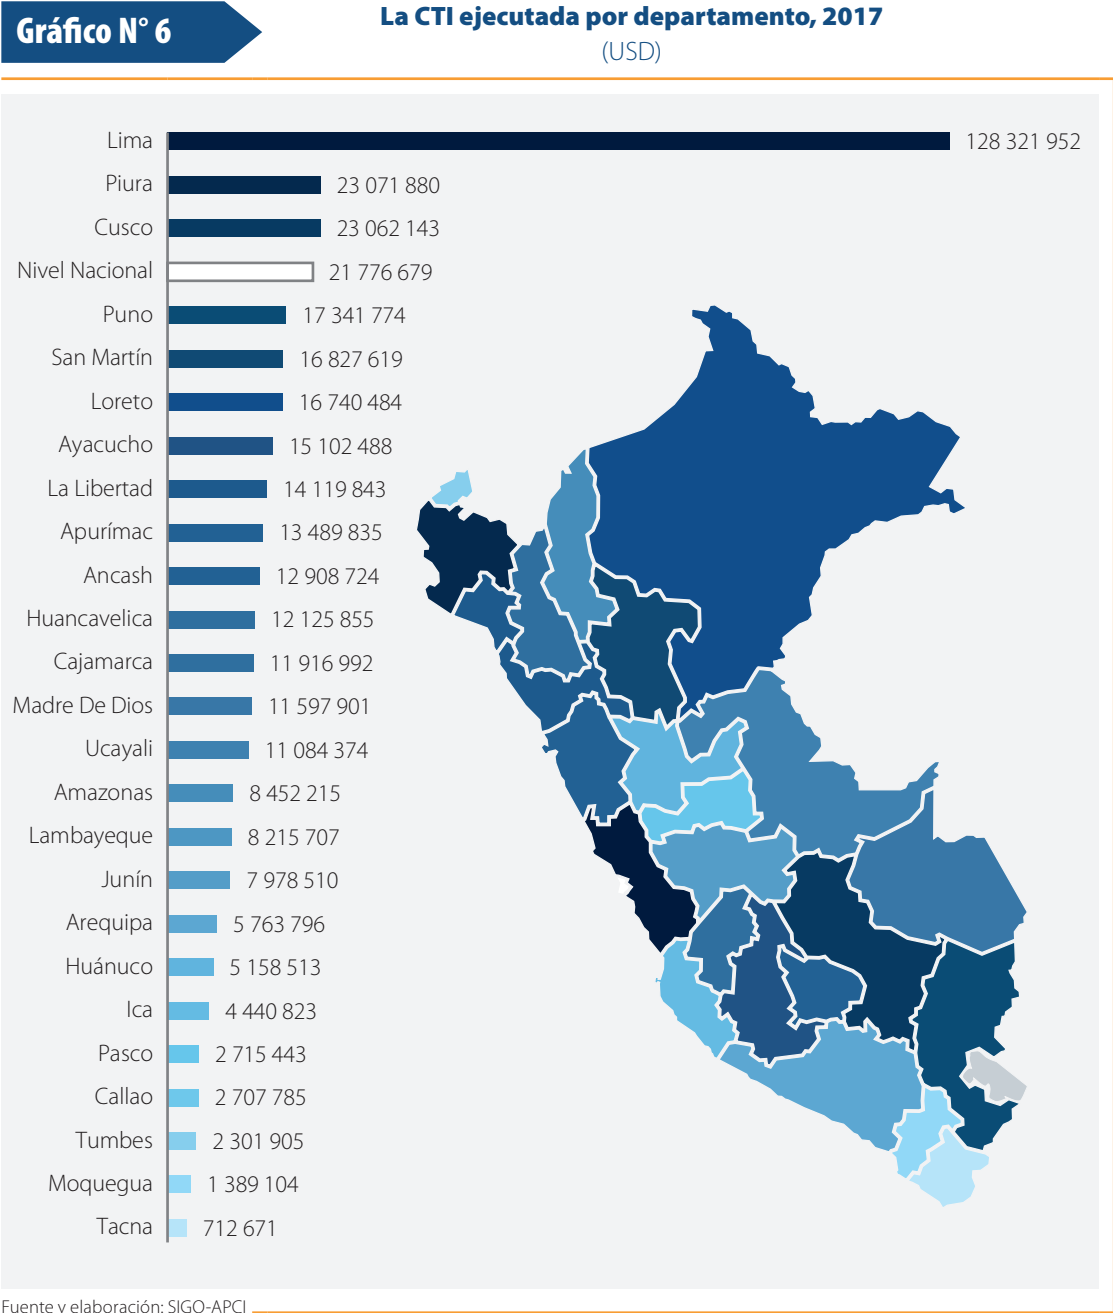 Gráfico N° 6
La CTI ejecutada por departamento, 2017
(USD)
Lima 128 321 952
Piura 23 071 880
Cusco 23 062 143
Nivel Nacional 21 776 679
Puno 17 341 774
San Martín 16 827 619
Loreto 16 740 484
Ayacucho 15 102 488
La Libertad 14 119 843
Apurímac 13 489 835
Ancash 12 908 724
Huancavelica 12 125 855
Cajamarca 11 916 992
Madre De Dios 11 597 901
Ucayali 11 084 374
Amazonas 8 452 215
Lambayeque 8 215 707
Junín 7 978 510
Arequipa 5 763 796
Huánuco 5 158 513
Ica 4 440 823
Pasco 2 715 443
Callao 2 707 785
Tumbes 2 301 905
Moquegua 1 389 104
Tacna 712 671
Fuente y elaboración: SIGO-APCI